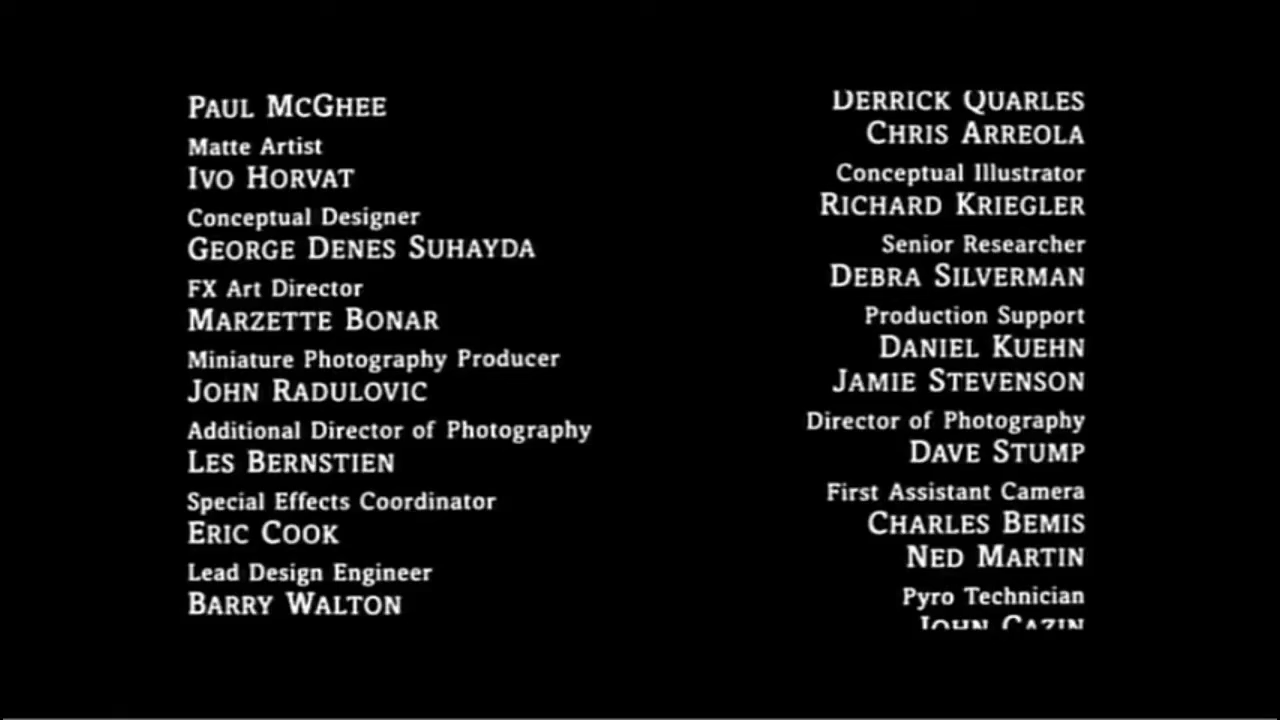 PAUL MCGHEE
Matte Artist
IVO HORVAT
Conceptual Designer
GEORGE DENES SUHAYDA
FX Art Director
MARZETTE BONAR
Miniature Photography Producer
JOHN RADULOVIC
Additional Director of Photography
LES BERNSTIEN
Special Effects Coordinator
ERIC COOK
Lead Design Engineer
BARRY WALTON
DERRICK QUARLES
CHRIS ARREOLA
Conceptual Illustrator
RICHARD KRIEGLER
Senior Researcher
DEBRA SILVERMAN
Production Support
DANIEL KUEHN
JAMIE STEVENSON
Director of Photography
DAVE STUMP
First Assistant Camera
CHARLES BEMIS
NED MARTIN
Pyro Technician
JOHN CAZIN